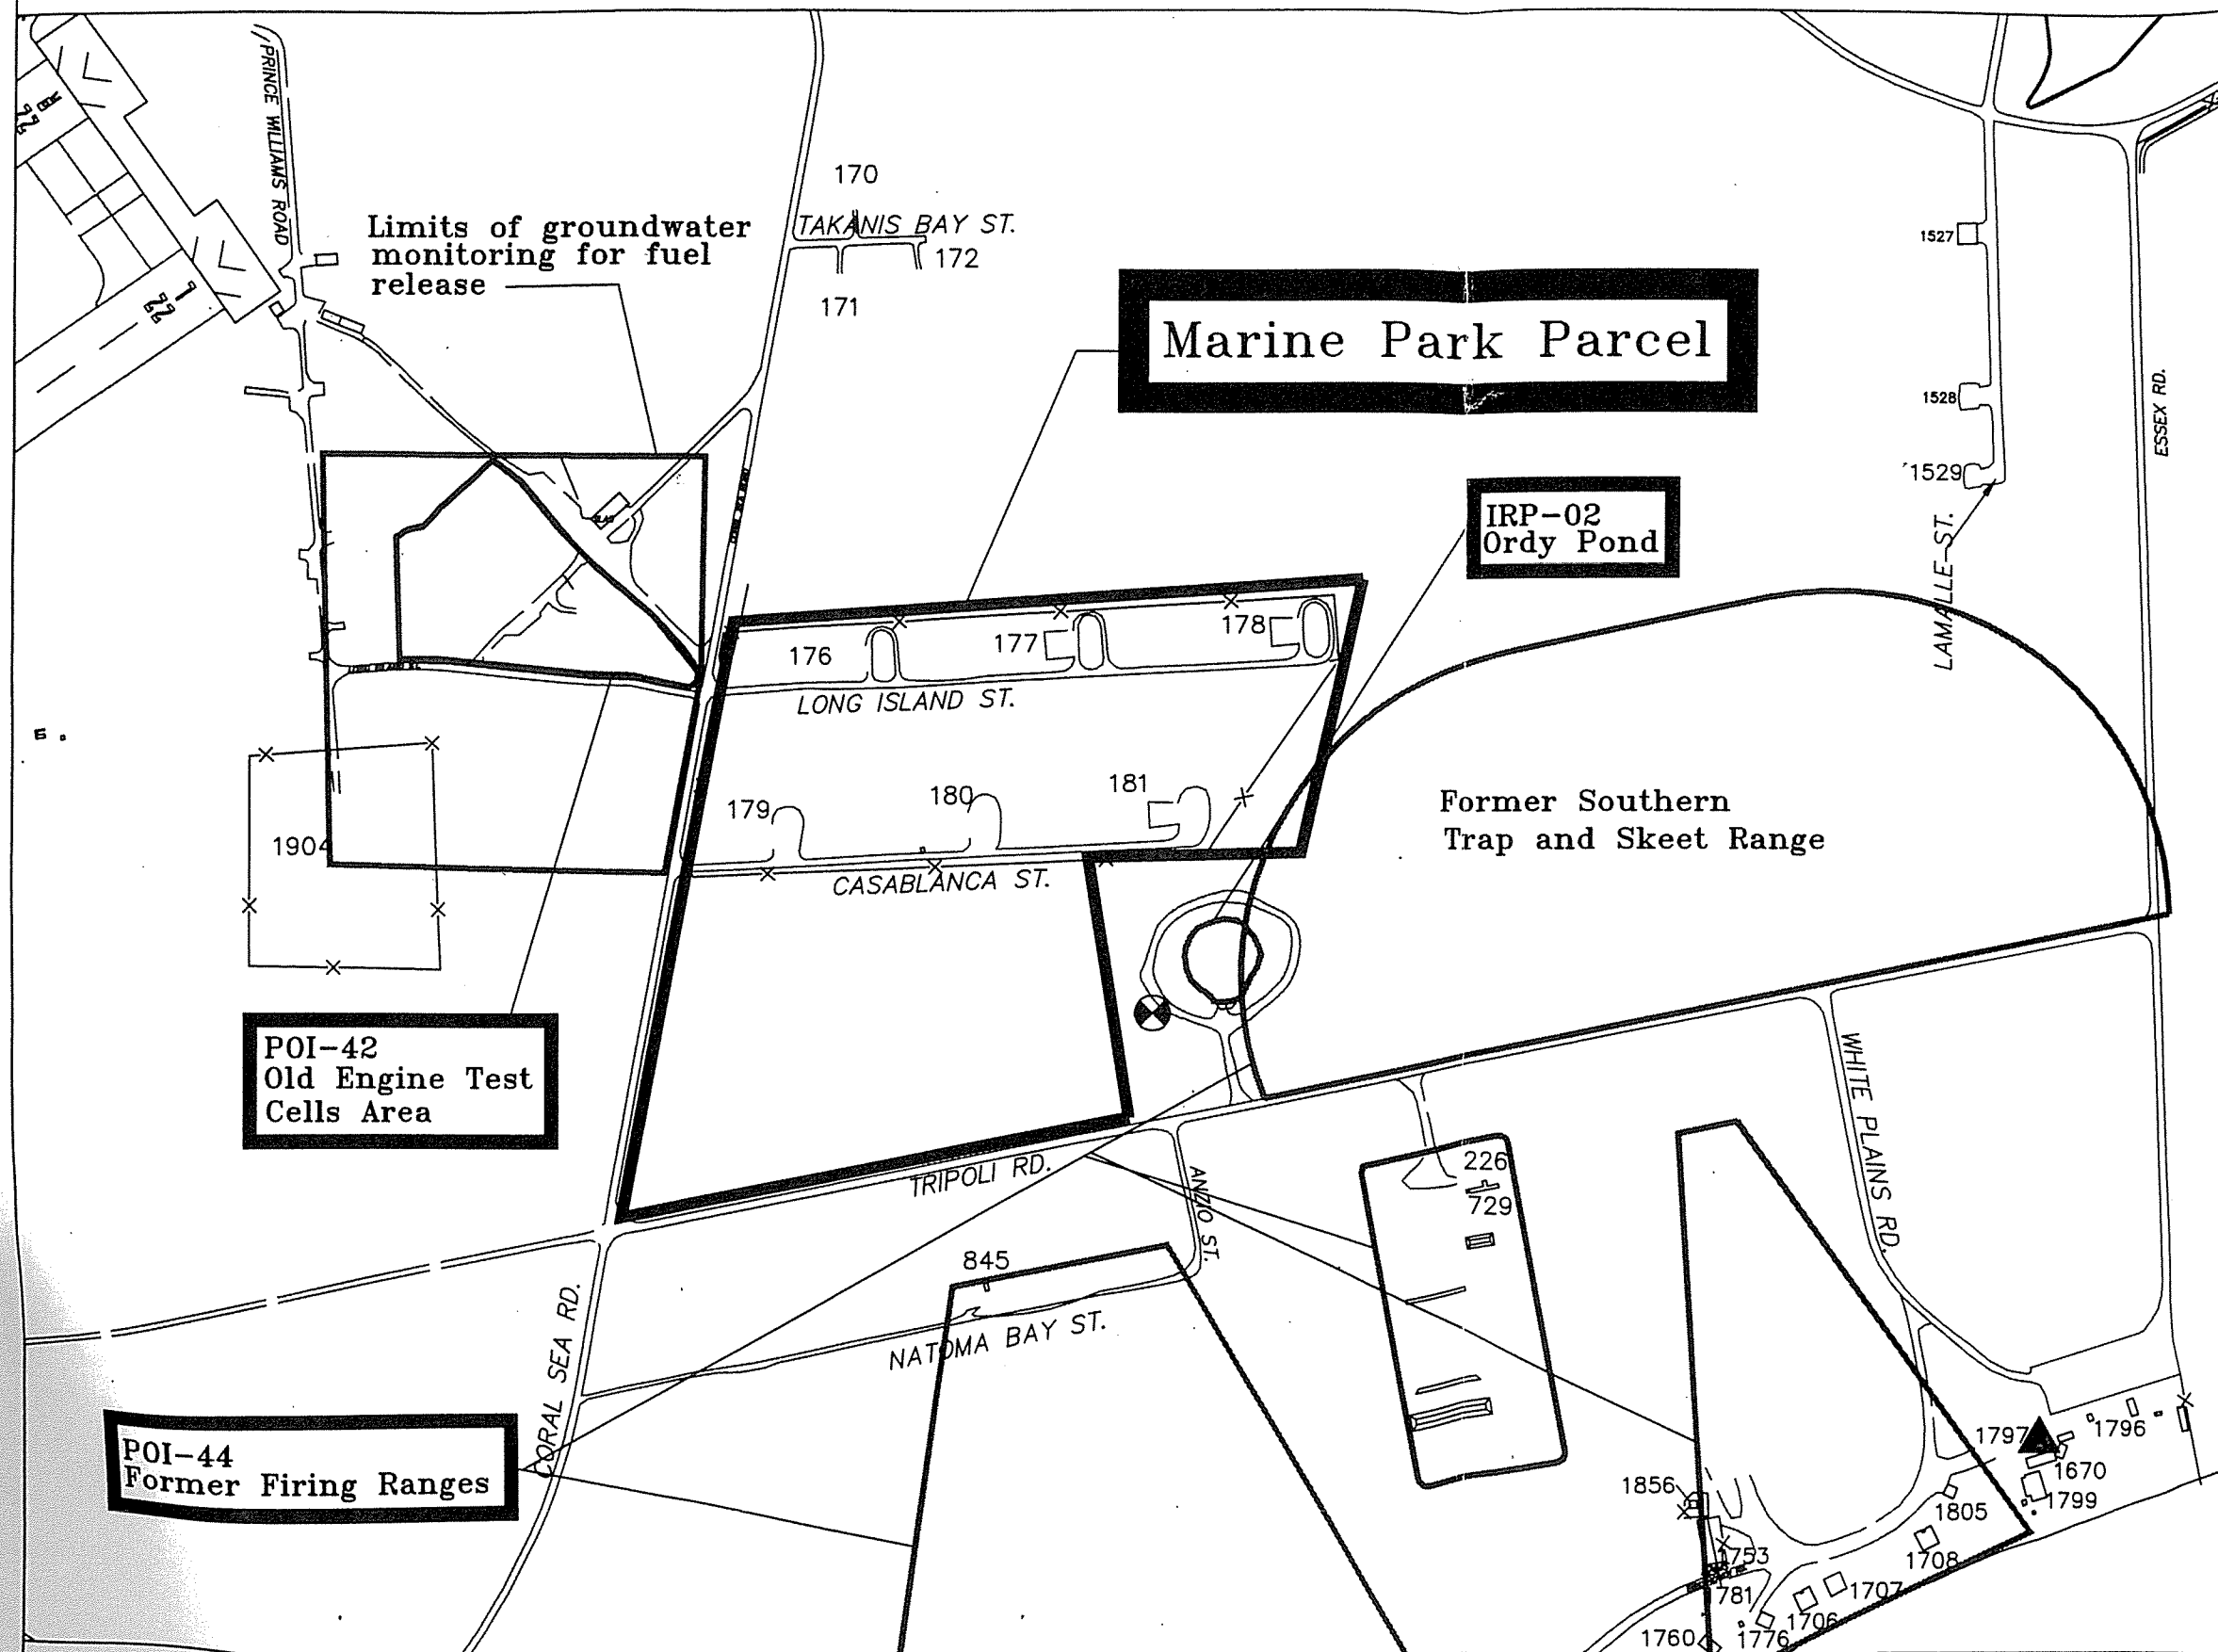 PRINCE WILLIAMS ROAD
22
22
L
170
TAKANIS BAY ST.
172
171
Limits of groundwater
monitoring for fuel
release
Marine Park Parcel
1527
1528
1529
ESSEX RD.
LAMALLE ST.
IRP-02
Ordy Pond
176
177
178
LONG ISLAND ST.
179
180
181
CASABLANCA ST.
1904
Former Southern
Trap and Skeet Range
POI-42
Old Engine Test
Cells Area
WHITE PLAINS RD.
TRIPOLI RD.
ANZIO ST.
226
729
845
NATOMA BAY ST.
CORAL SEA RD.
POI-44
Former Firing Ranges
1797
1796
1670
1799
1856
1805
1753
1708
781
1707
1706
1760
1776